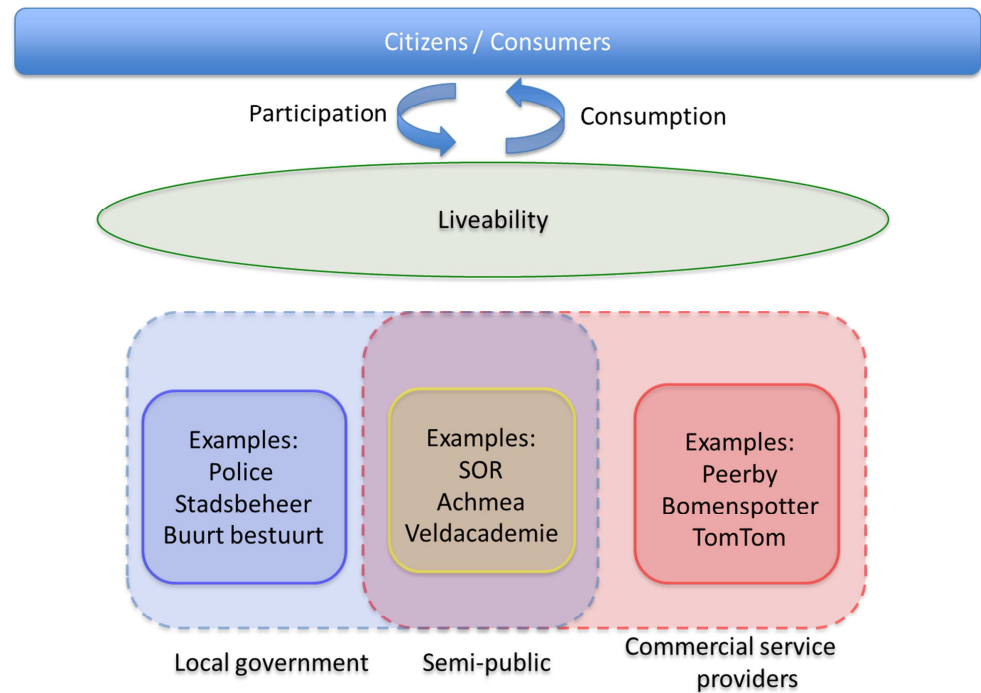 Citizens / Consumers
Participation
Consumption
Liveability
Examples:
Police
Stadsbeheer
Buurt bestuurt
Examples:
SOR
Achmea
Veldacademie
Examples:
Peerby
Bomenspotter
TomTom
Local government
Semi-public
Commercial service
providers